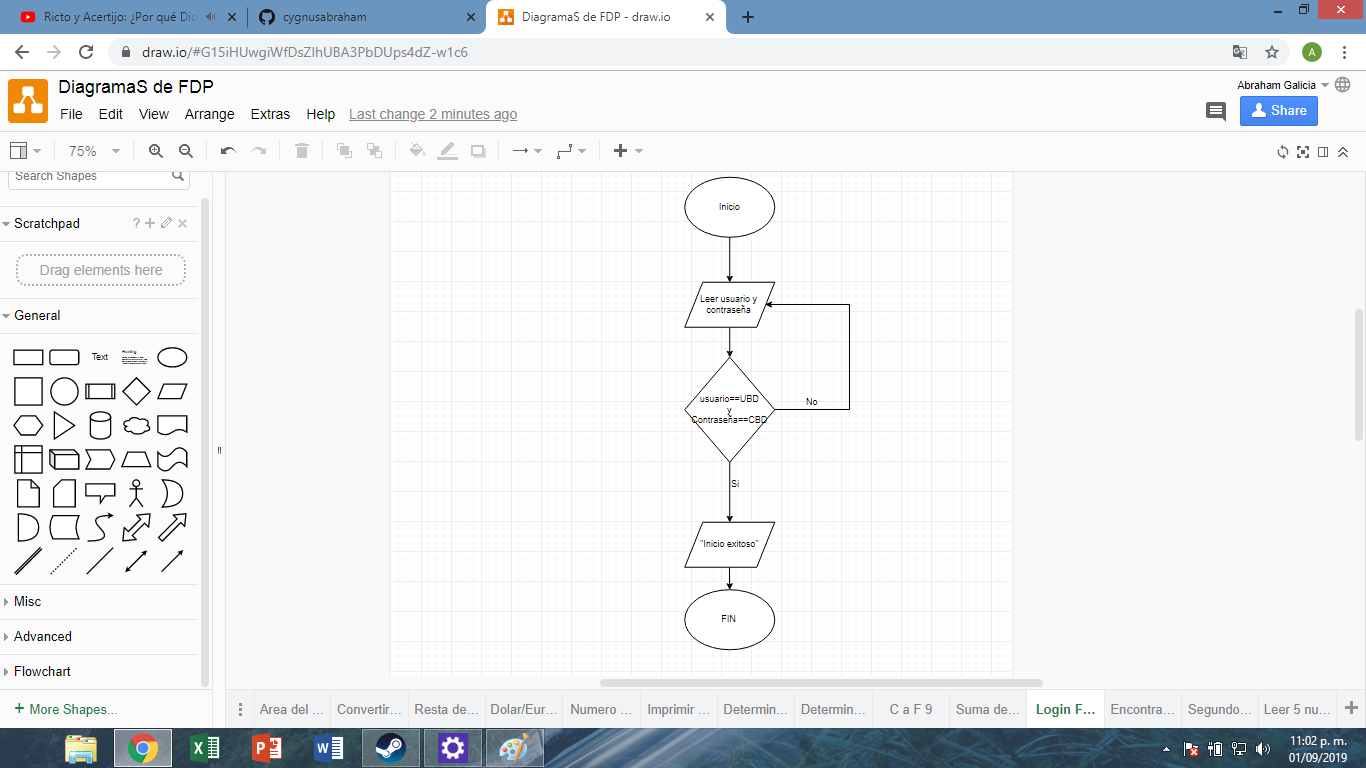 Ricto y Acertijo: ¿Por qué Dic
cygnusabraham
DiagramaS de FDP - draw.io
draw.io/#G15iHUwgiWfDsZIhUBA3PbDUps4dZ-w1c6
A
DiagramaS de FDP
Abraham Galicia
File Edit View Arrange Extras Help Last change 2 minutes ago
Share
75%
Search Shapes
Scratchpad
?
Drag elements here
General
Text
Heading
Misc
Advanced
Flowchart
+ More Shapes...
Inicio
Leer usuario y
contraseña
usuario==UBD
y
Contraseña==CBD
No
Si
"Inicio exitoso"
FIN
Area del ...
Convertir...
Resta de...
Dolar/Eur...
Numero ...
Imprimir ...
Determin...
Determin...
C a F 9
Suma de...
Login F...
Encontra...
Segundo...
Leer 5 nu...
11:02 p. m.
01/09/2019